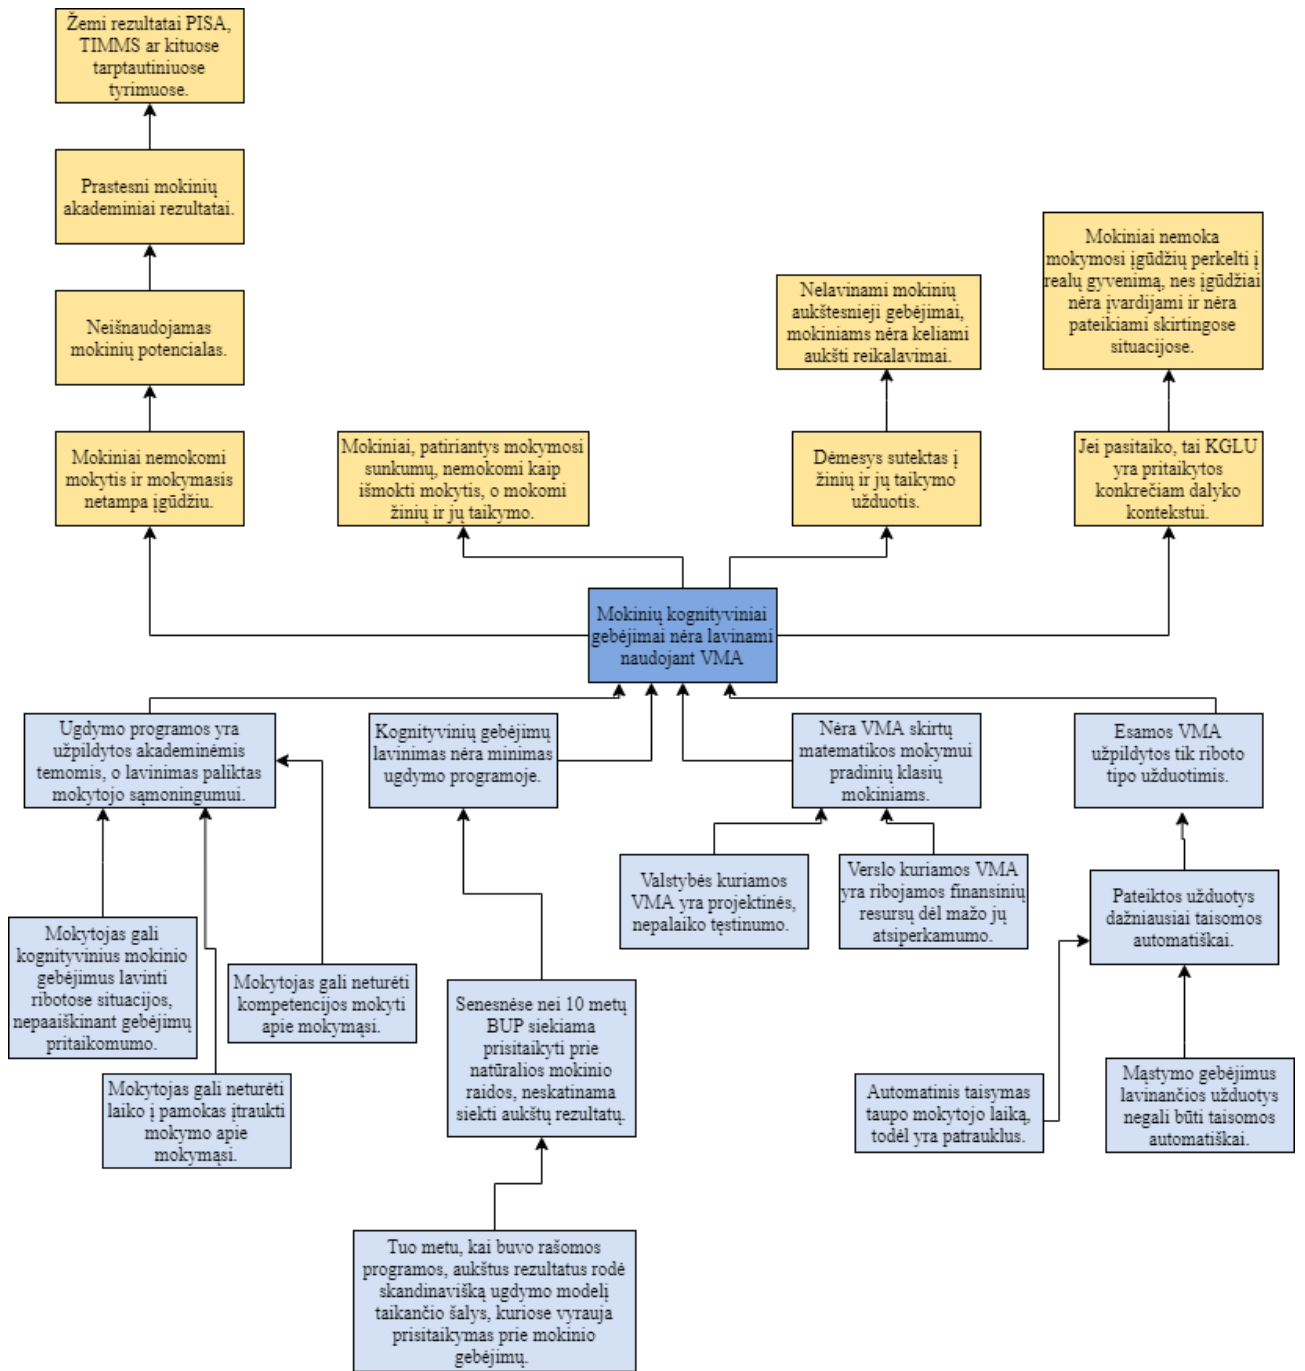 Žemi rezultatai PISA,
TIMMS ar kituose
tarptautiniuose
tyrimuose.
Prastesni mokinių
akademiniai rezultatai.
Neišnaudojamas
mokinių potencialas.
Mokiniai nemokomi
mokytis ir mokymasis
netampa įgūdžiu.
Mokiniai, patiriantys mokymosi
sunkumų, nemokomi kaip
išmokti mokytis, o mokomi
žinių ir jų taikymo.
Nelavinami mokinių
aukštesnieji gebėjimai,
mokiniams nėra keliami
aukšti reikalavimai.
Dėmesys sutektas į
žinių ir jų taikymo
užduotis.
Mokiniai nemoka
mokymosi įgūdžių perkelti į
realų gyvenimą, nes įgūdžiai
nėra įvardijami ir nėra
pateikiami skirtingose
situacijose.
Jei pasitaiko, tai KGLU
yra pritaikytos
konkrečiam dalyko
kontekstui.
Mokinių kognityviniai
gebėjimai nėra lavinami
naudojant VMA
Ugdymo programos yra
užpildytos akademinėmis
temomis, o lavinimas paliktas
mokytojo sąmoningumui.
Kognityvinių gebėjimų
lavinimas nėra minimas
ugdymo programoje.
Nėra VMA skirtų
matematikos mokymui
pradinių klasių
mokiniams.
Esamos VMA
užpildytos tik riboto
tipo užduotimis.
Valstybės kuriamos
VMA yra projektinės,
nepalaiko tęstinumo.
Verslo kuriamos VMA
yra ribojamos finansinių
resursų dėl mažo jų
atsiperkamumo.
Pateiktos užduotys
dažniausiai taisomos
automatiškai.
Mokytojas gali
kognityvinius mokinio
gebėjimus lavinti
ribotose situacijos,
nepaaiškinant gebėjimų
pritaikomumo.
Mokytojas gali neturėti
kompetencijos mokyti
apie mokymąsi.
Mokytojas gali neturėti
laiko į pamokas įtraukti
mokymo apie
mokymąsi.
Senesnėse nei 10 metų
BUP siekiama
prisitaikyti prie
natūralios mokinio
raidos, neskatinama
siekti aukštų rezultatų.
Automatinis taisymas
taupo mokytojo laiką,
todėl yra patrauklus.
Mąstymo gebėjimus
lavinančios užduotys
negali būti taisomos
automatiškai.
Tuo metu, kai buvo rašomos
programos, aukštus rezultatus rodė
skandinavišką ugdymo modelį
taikančio šalys, kuriose vyrauja
prisitaikymas prie mokinio
gebėjimų.